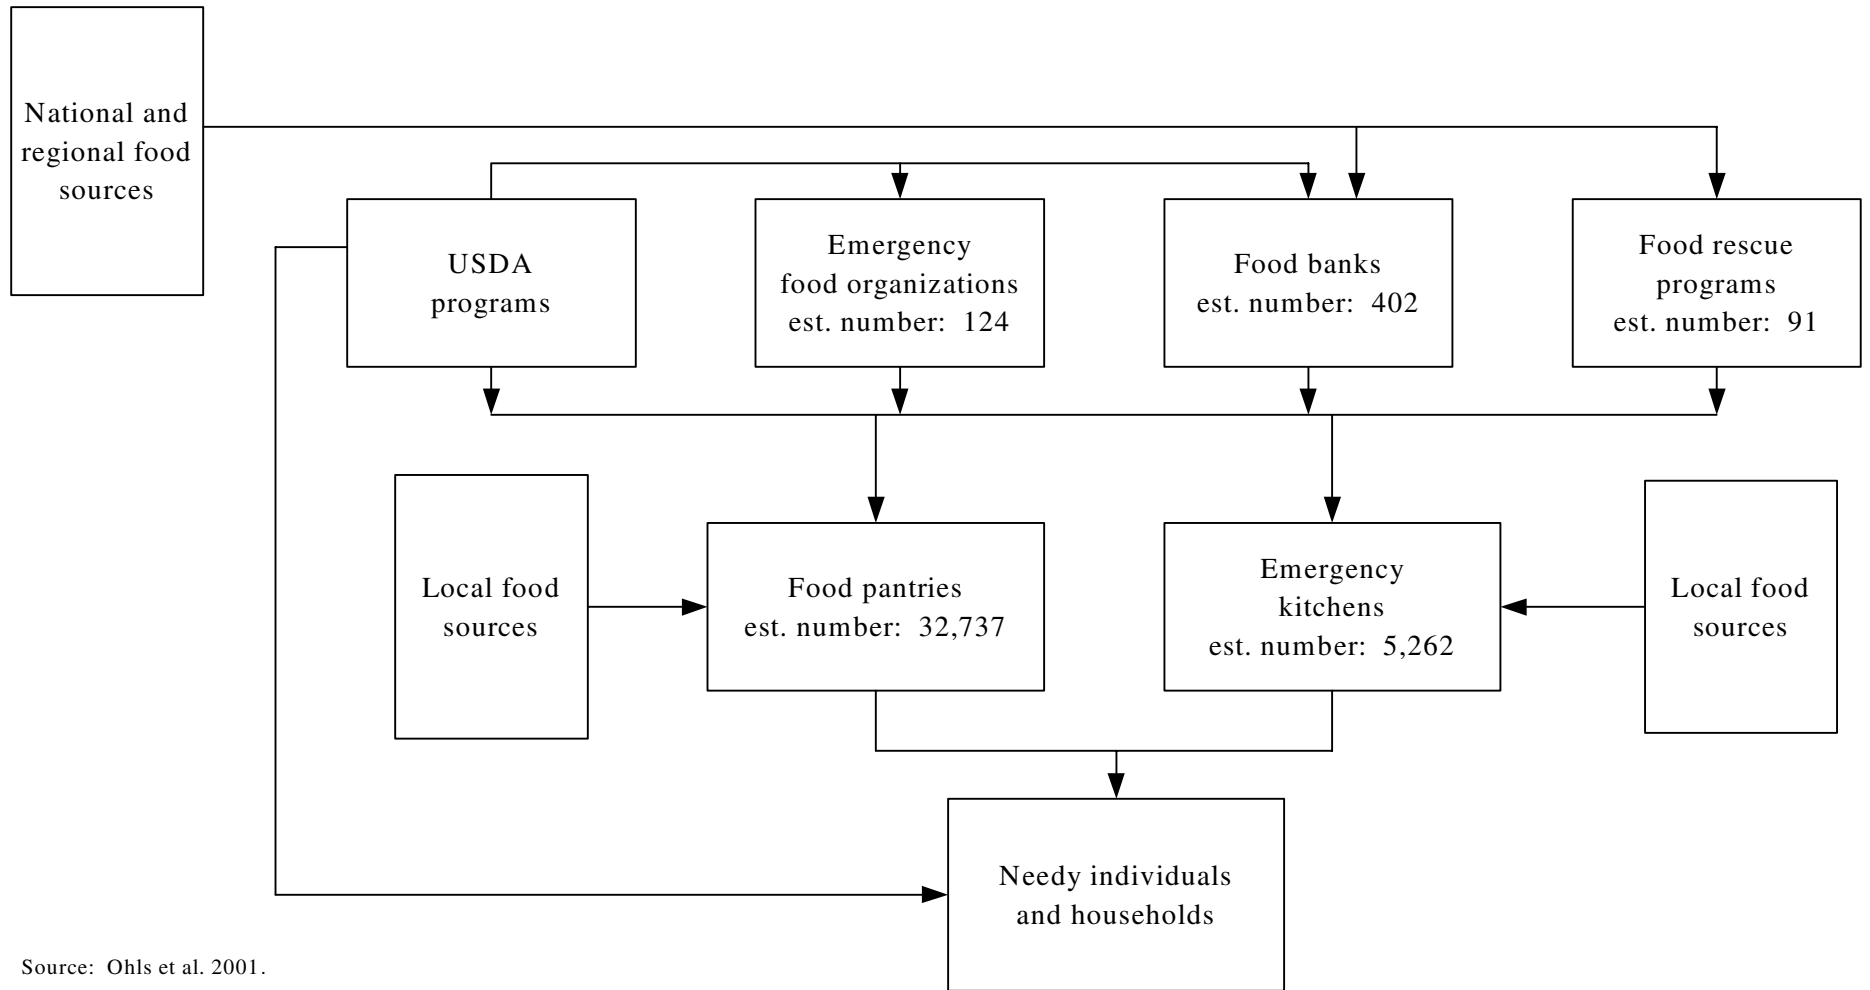 National and
regional food
sources
USDA
programs
Emergency
food organizations
est. number: 124
Food banks
est. number: 402
Food rescue
programs
est. number: 91
Local food
sources
Food pantries
est. number: 32,737
Emergency
kitchens
est. number: 5,262
Local food
sources
Needy individuals
and households
Source: Ohls et al. 2001.